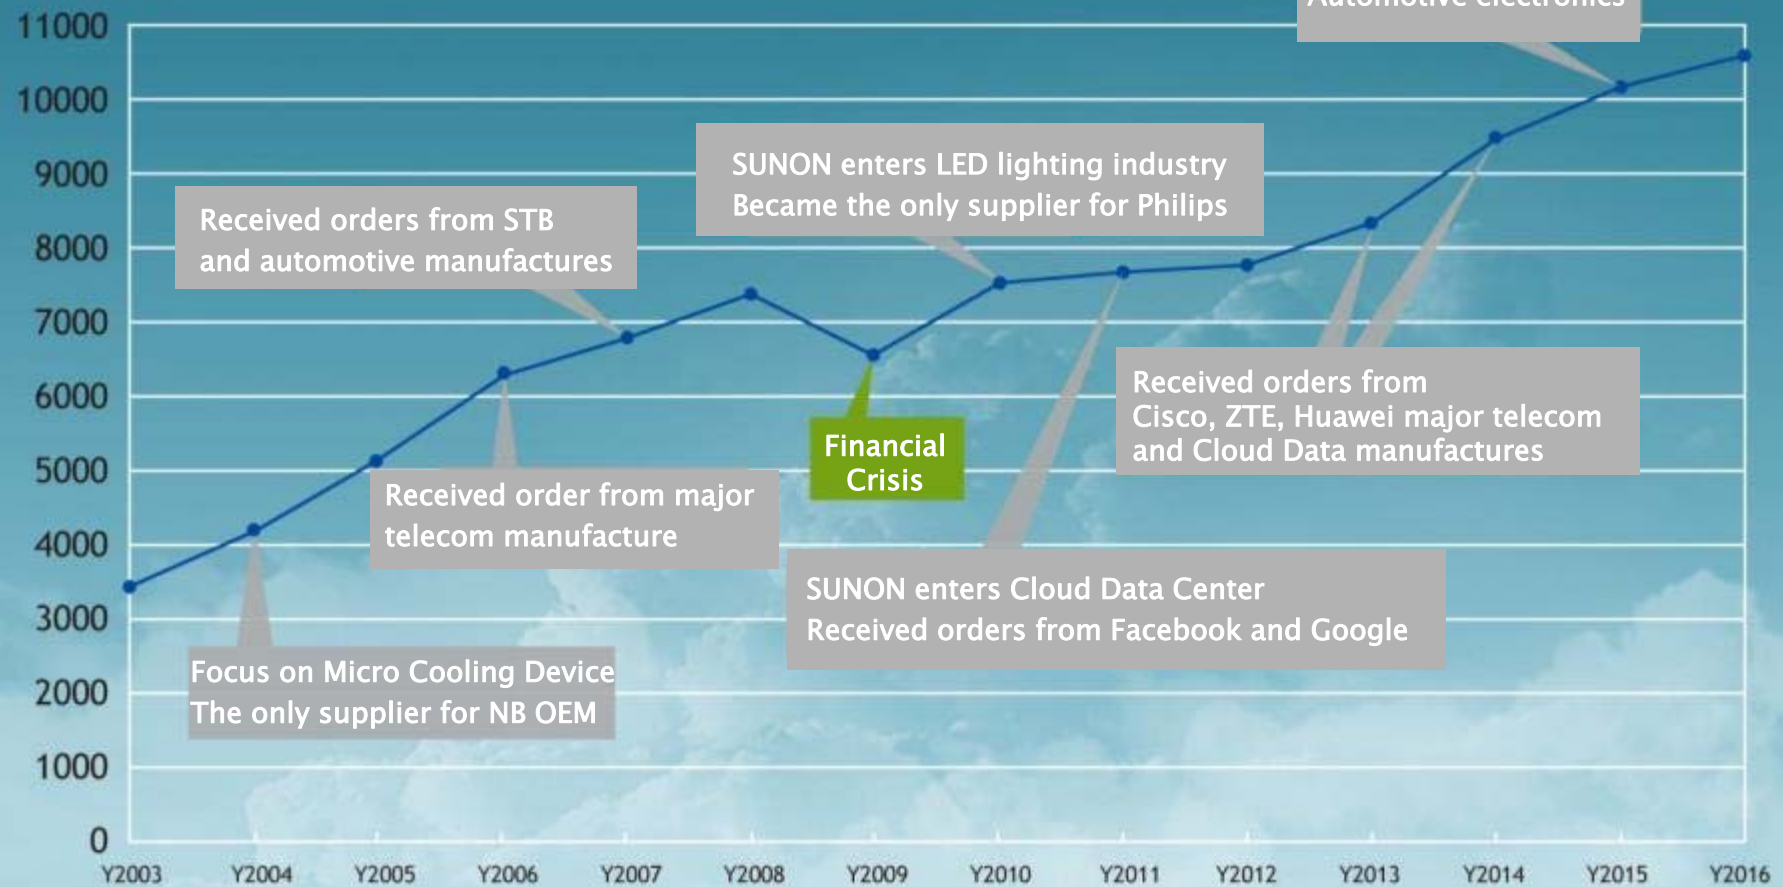 Automotive electronics
11000
10000
9000
8000
7000
6000
5000
4000
3000
2000
1000
0
SUNON enters LED lighting industry
Became the only supplier for Philips
Received orders from STB
and automotive manufactures
Received orders from
Cisco, ZTE, Huawei major telecom
and Cloud Data manufactures
Financial
Crisis
Received order from major
telecom manufacture
SUNON enters Cloud Data Center
Received orders from Facebook and Google
Focus on Micro Cooling Device
The only supplier for NB OEM
Y2003 Y2004 Y2005 Y2006 Y2007 Y2008 Y2009 Y2010 Y2011 Y2012 Y2013 Y2014 Y2015 Y2016